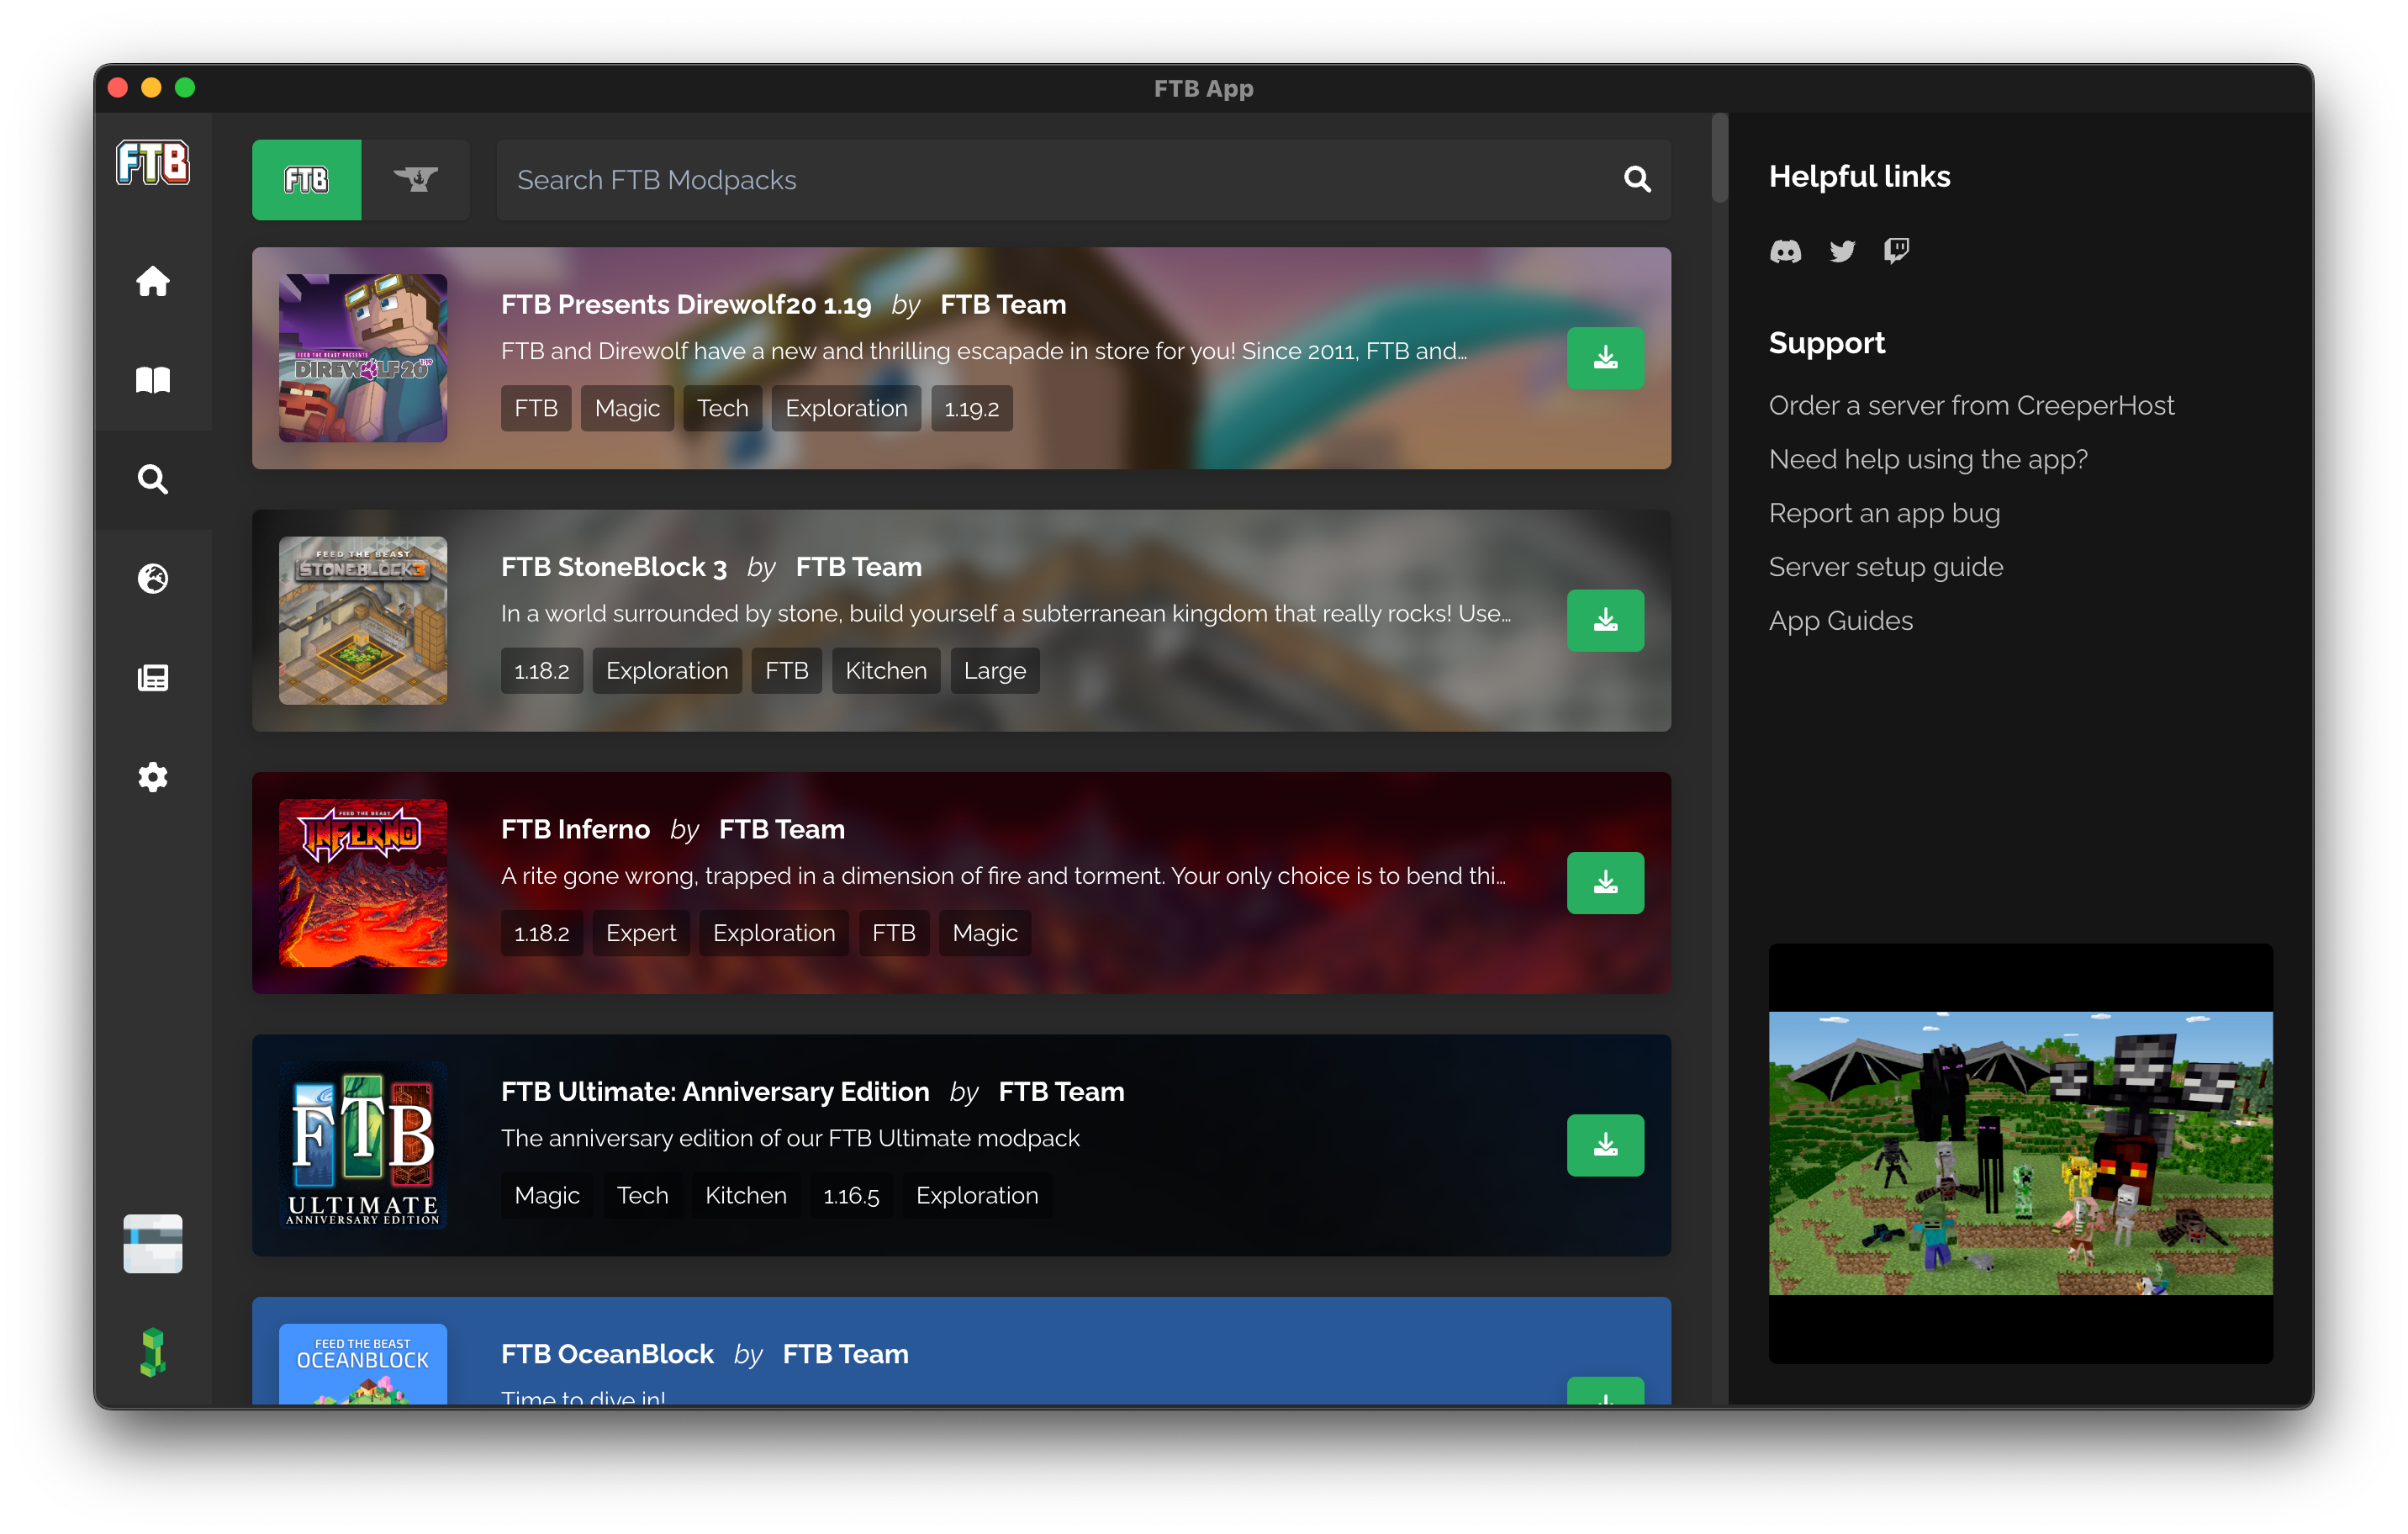 FTB App
FTB
FTB
Search FTB Modpacks
FEED THE BEAST PRESENTS
DIREWOLF20
1.19
FTB Presents Direwolf20 1.19 by FTB Team
FTB and Direwolf have a new and thrilling escapade in store for you! Since 2011, FTB and...
FTB Magic Tech Exploration 1.19.2
FEED THE BEAST
STONEBLOCK3
FTB StoneBlock 3 by FTB Team
In a world surrounded by stone, build yourself a subterranean kingdom that really rocks! Use...
1.18.2 Exploration FTB Kitchen Large
FEED THE BEAST
INFERNO
FTB Inferno by FTB Team
A rite gone wrong, trapped in a dimension of fire and torment. Your only choice is to bend thi...
1.18.2 Expert Exploration FTB Magic
FTB
ULTIMATE
ANNIVERSARY EDITION
FTB Ultimate: Anniversary Edition by FTB Team
The anniversary edition of our FTB Ultimate modpack
Magic Tech Kitchen 1.16.5 Exploration
FEED THE BEAST
OCEANBLOCK
FTB OceanBlock by FTB Team
Time to dive in!
Helpful links
Support
Order a server from CreeperHost
Need help using the app?
Report an app bug
Server setup guide
App Guides